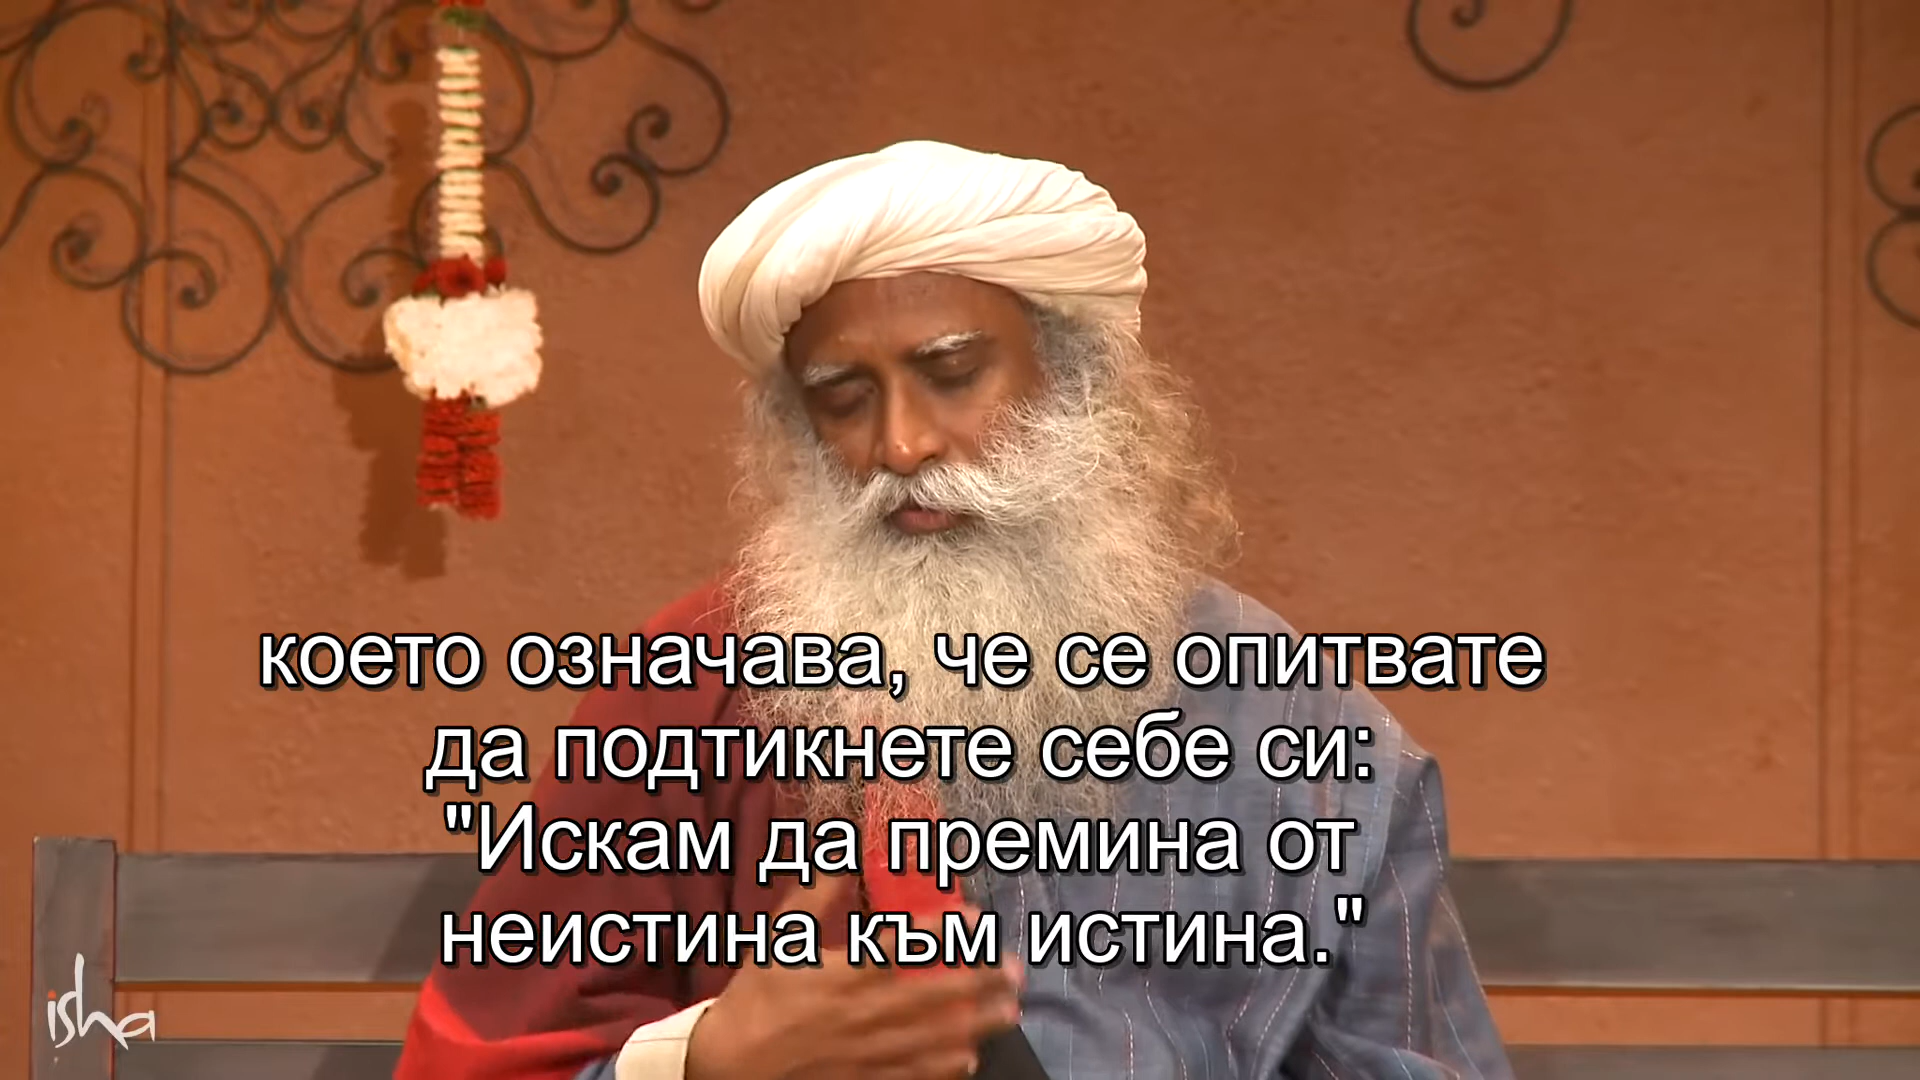 което означава, че се опитвате
да подтикнете себе си:
"Искам да премина от
неистина към истина."
isha